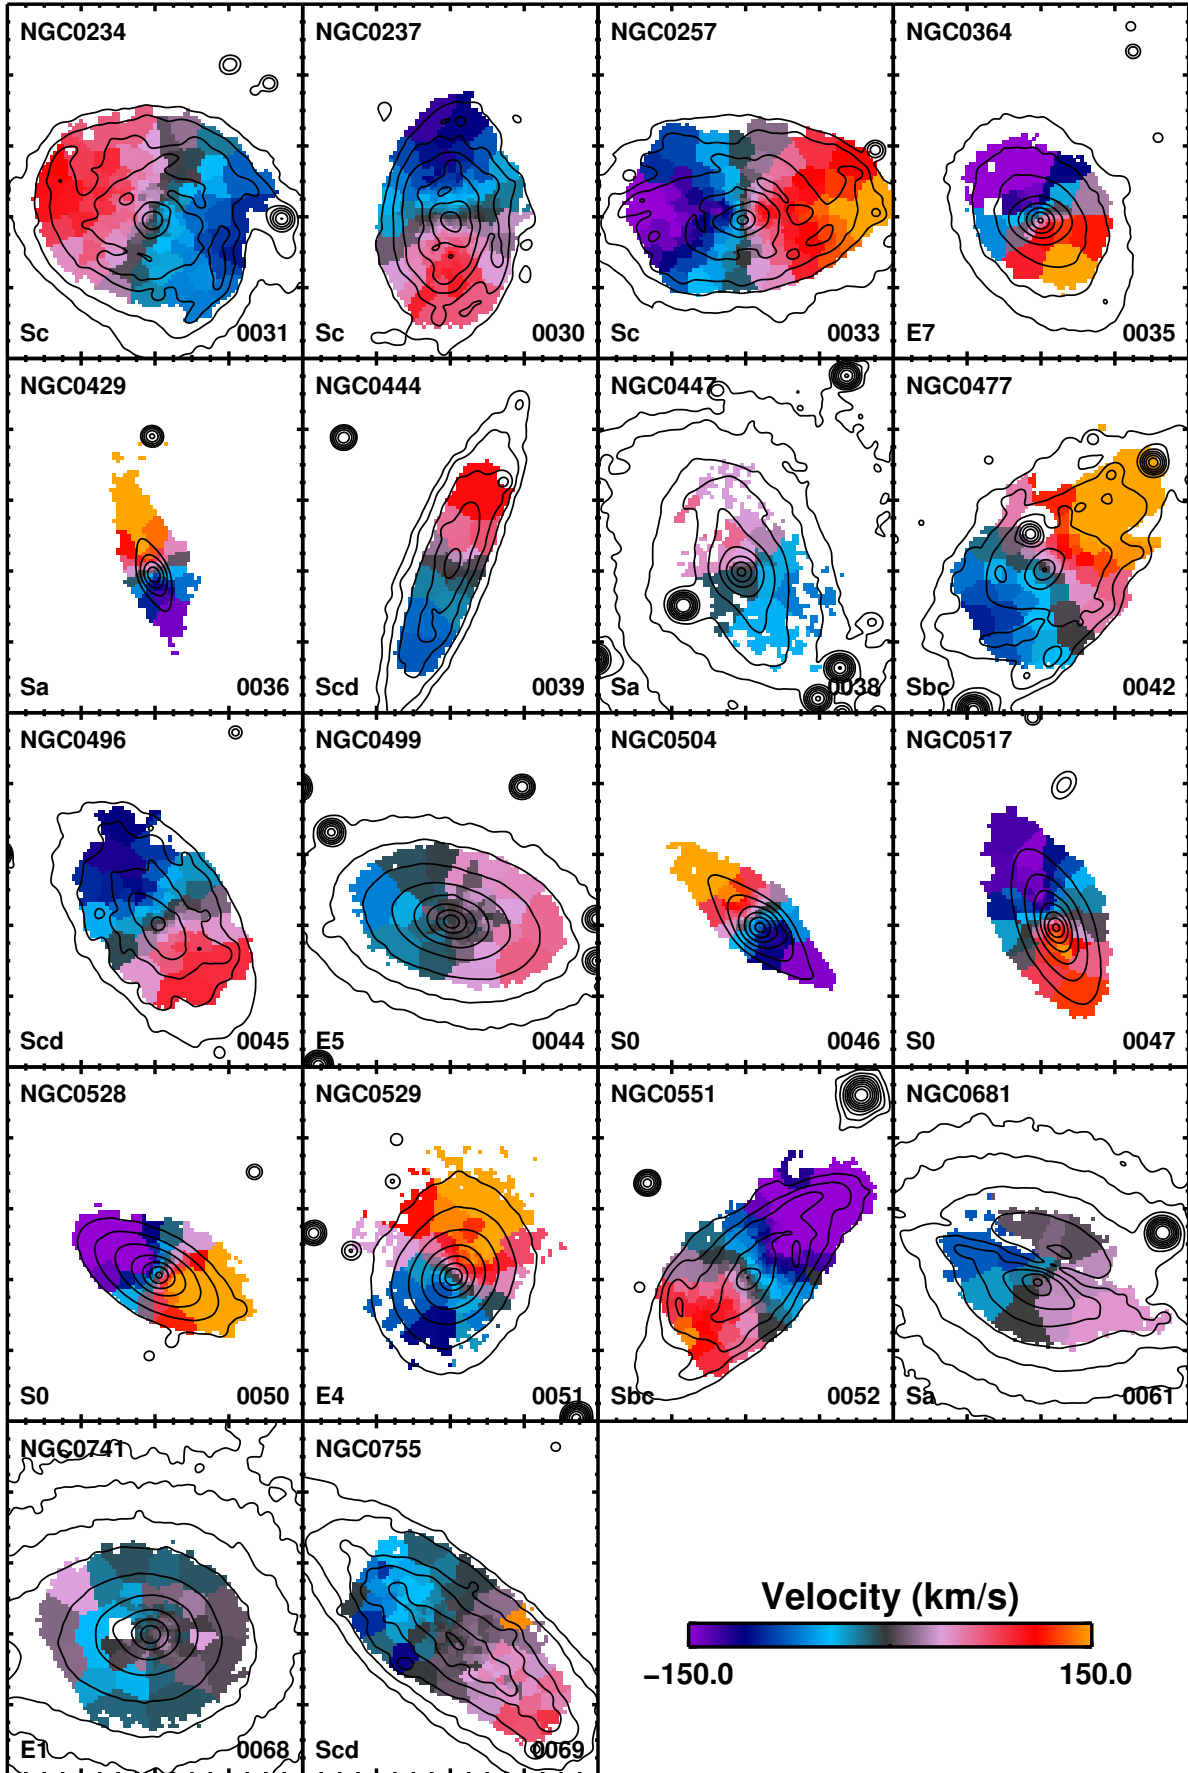 NGC0234
NGC0237
NGC0257
NGC0364
Sc
0031
Sc
0030
Sc
0033
E7
0035
NGC0429
NGC0444
NGC0447
NGC0477
Sa
0036
Scd
0039
Sa
0038
Sbc
0042
NGC0496
NGC0499
NGC0504
NGC0517
Scd
0045
E5
0044
S0
0046
S0
0047
NGC0528
NGC0529
NGC0551
NGC0681
S0
0050
E4
0051
Sbc
0052
Sa
0061
NGC0741
NGC0755
E1
0068
Scd
0069
Velocity (km/s)
−150.0
150.0